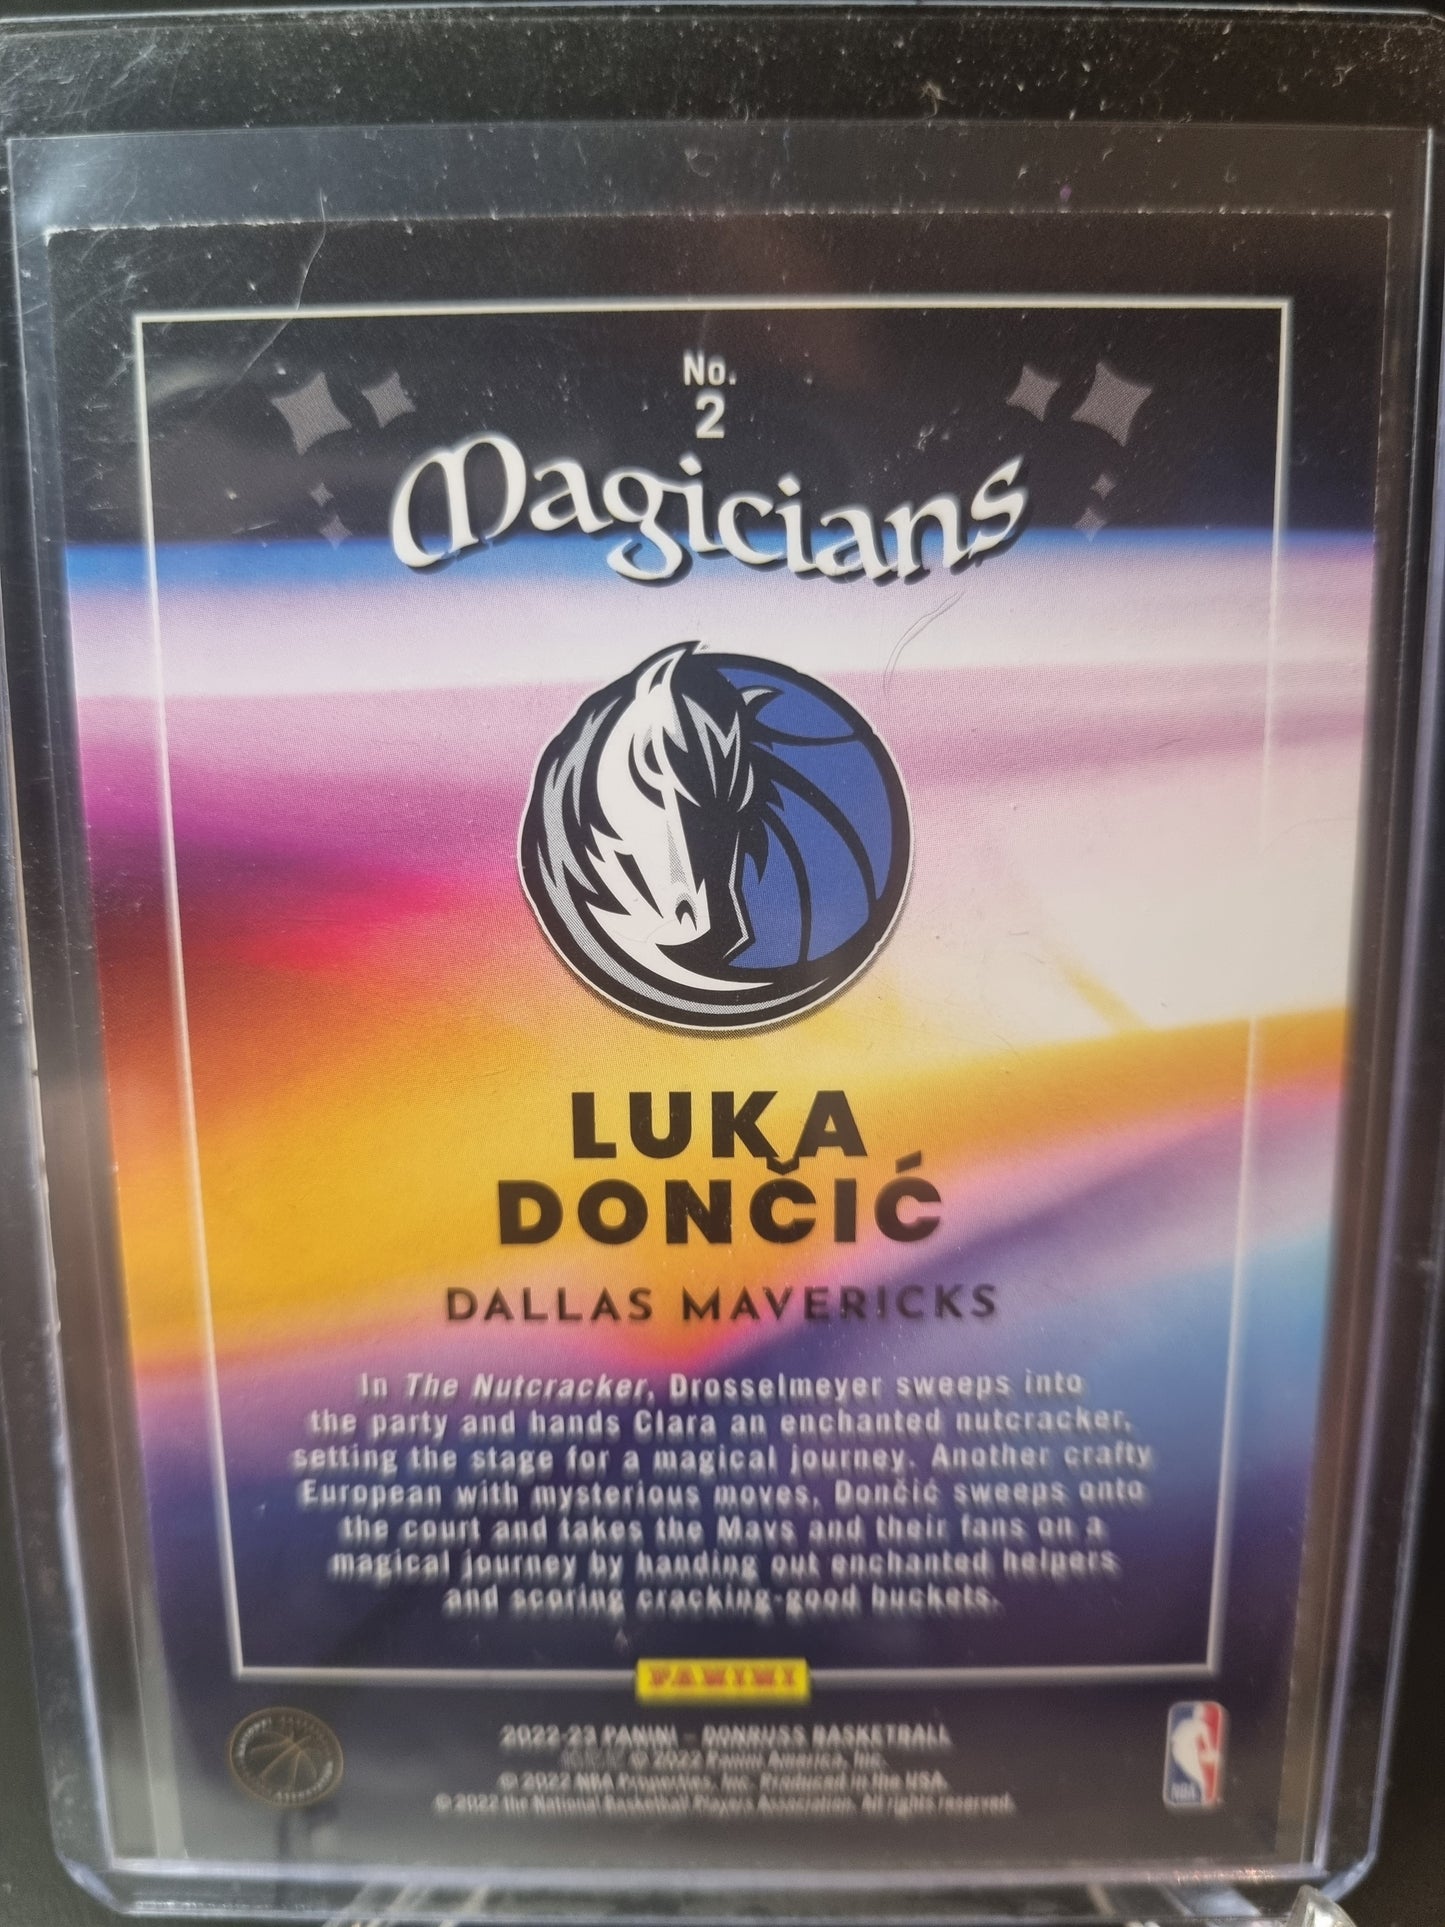 No.
2
Magicians
LUKA
DONČIĆ
DALLAS MAVERICKS
In The Nutcracker, Drosselmeyer sweeps into
the party and hands Clara an enchanted nutcracker,
setting the stage for a magical journey. Another crafty
European with mysterious moves, Dončić sweeps onto
the court and takes the Mavs and their fans on a
magical journey by handing out enchanted helpers
and scoring cracking-good buckets.
PANINI
2022-23 PANINI – DONRUSS BASKETBALL
© 2022 Panini America, Inc.
© 2022 NBA Properties, Inc. Produced in the USA.
© 2022 the National Basketball Players Association. All rights reserved.
NBA